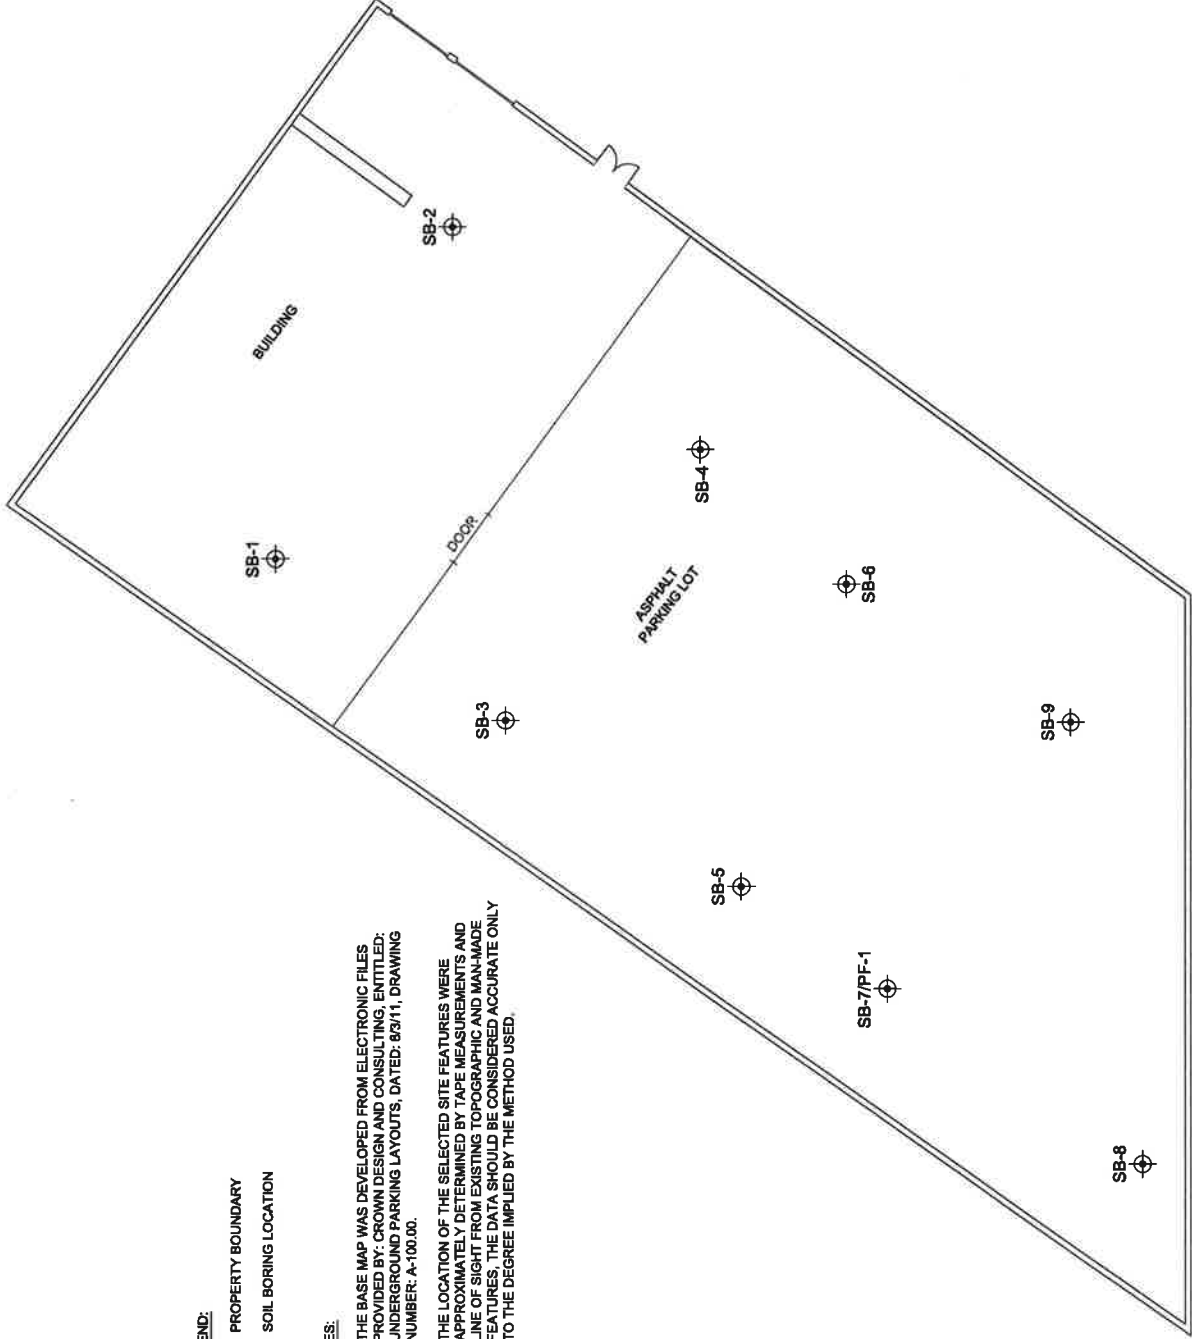 BUILDING
SB-2
SB-1
DOOR
SB-4
ASPHALT
PARKING LOT
SB-6
SB-3
SB-9
SB-5
SB-7/PF-1
SB-8
END:
PROPERTY BOUNDARY
SOIL BORING LOCATION
ES:
THE BASE MAP WAS DEVELOPED FROM ELECTRONIC FILES
PROVIDED BY: CROWN DESIGN AND CONSULTING, ENTITLED:
UNDERGROUND PARKING LAYOUTS, DATED: 6/3/11, DRAWING
NUMBER: A-100.00.
THE LOCATION OF THE SELECTED SITE FEATURES WERE
APPROXIMATELY DETERMINED BY TAPE MEASUREMENTS AND
LINE OF SIGHT FROM EXISTING TOPOGRAPHIC AND MAN-MADE
FEATURES, THE DATA SHOULD BE CONSIDERED ACCURATE ONLY
TO THE DEGREE IMPLIED BY THE METHOD USED.